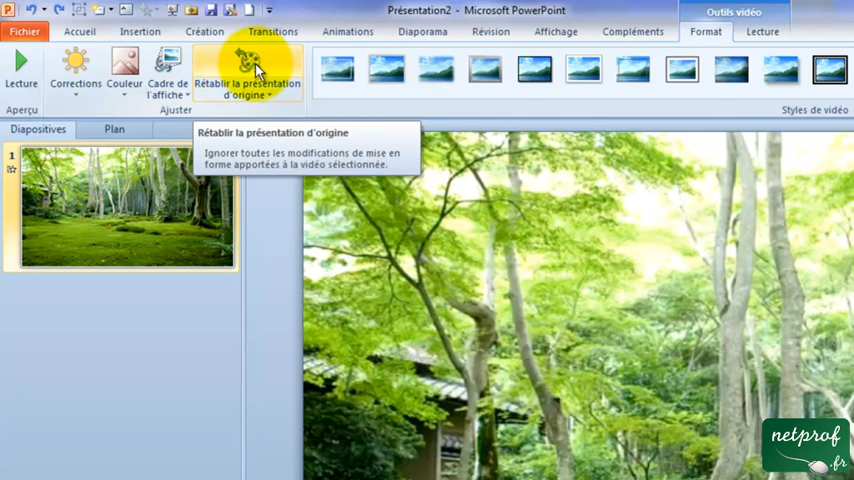 Présentation2 - Microsoft PowerPoint
Outils vidéo
Fichier Accueil Insertion Création Transitions Animations Diaporama Révision Affichage Compléments Format Lecture
Lecture
Corrections
Couleur
Cadre de
l'affiche
Rétablir la présentation
d'origine
Aperçu
Ajuster
Styles de vidéo
Diapositives
Plan
Rétablir la présentation d'origine
Ignorer toutes les modifications de mise en
forme apportées à la vidéo sélectionnée.
1
netprof
.fr